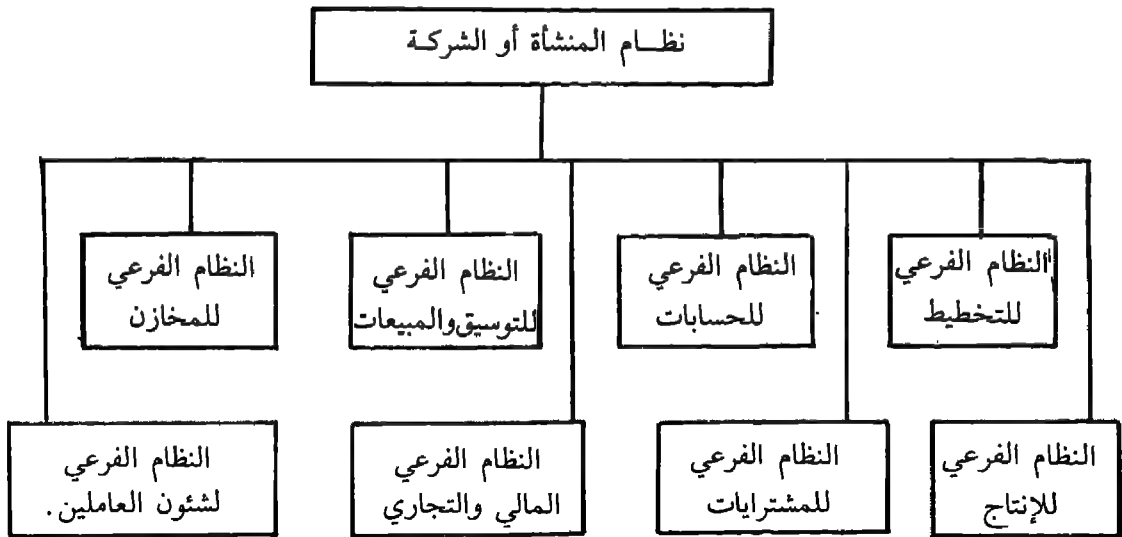 نظــام المنشأة أو الشركـة
النظام الفرعي
للتخطيط
النظام الفرعي
للحسابات
النظام الفرعي
للتوسيق والمبيعات
النظام الفرعي
للمخازن
النظام الفرعي
للإنتاج
النظام الفرعي
للمشترايات
النظام الفرعي
المالي والتجاري
النظام الفرعي
لشئون العاملين.